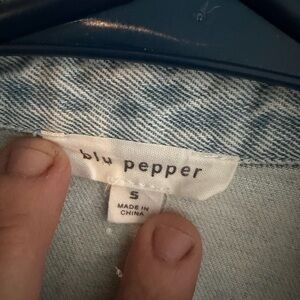 blu pepper
S
MADE IN
CHINA